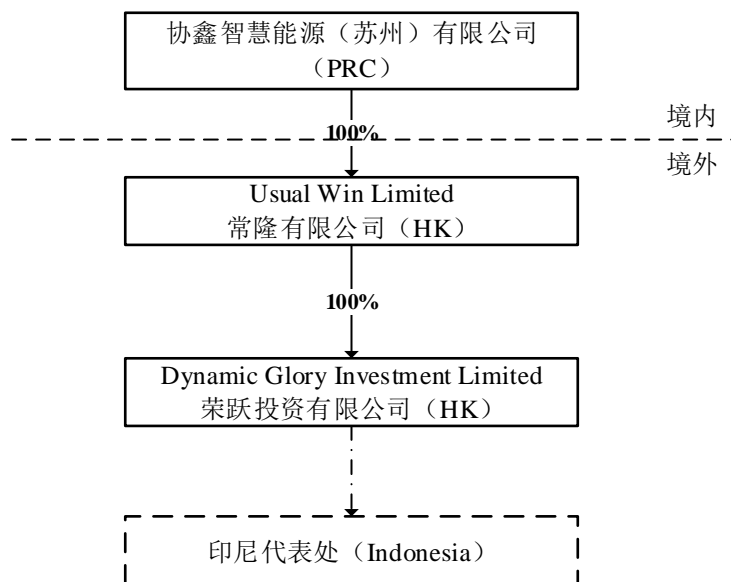 协鑫智慧能源（苏州）有限公司
（PRC）
境内
100%
境外
Usual Win Limited
常隆有限公司（HK）
100%
Dynamic Glory Investment Limited
荣跃投资有限公司（HK）
印尼代表处（Indonesia）